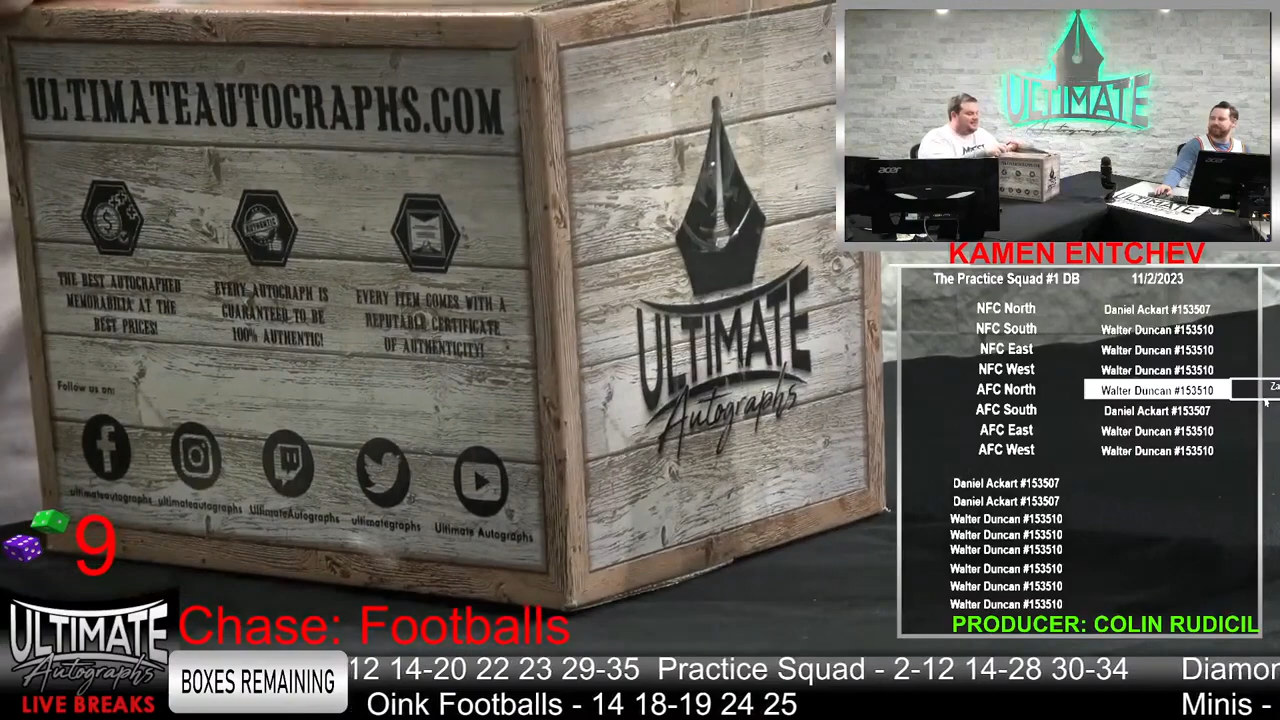 ULTIMATEAUTOGRAPHS.COM
THE BEST AUTOGRAPHED
MEMORABILIA AT THE
BEST PRICES!
EVERY AUTOGRAPH IS
GUARANTEED TO BE
100% AUTHENTIC!
EVERY ITEM COMES WITH A
REPUTABLE CERTIFICATE
OF AUTHENTICITY!
Follow us on:
ultimateautographs
ultimateautographs
UltimateAutographs
ultimategraphs
Ultimate Autographs
ULTIMATE
Autographs
ULTIMATE
Autographs
acer
acer
ULTIMATE
KAMEN ENTCHEV
The Practice Squad #1 DB 11/2/2023
NFC North Daniel Ackart #153507
NFC South Walter Duncan #153510
NFC East Walter Duncan #153510
NFC West Walter Duncan #153510
AFC North Walter Duncan #153510 Za
AFC South Daniel Ackart #153507
AFC East Walter Duncan #153510
AFC West Walter Duncan #153510
Daniel Ackart #153507
Daniel Ackart #153507
Walter Duncan #153510
Walter Duncan #153510
Walter Duncan #153510
Walter Duncan #153510
Walter Duncan #153510
Walter Duncan #153510
PRODUCER: COLIN RUDICIL
9
Chase: Footballs
ULTIMATE
Autographs
LIVE BREAKS
BOXES REMAINING
12 14-20 22 23 29-35 Practice Squad - 2-12 14-28 30-34 Diamon
Oink Footballs - 14 18-19 24 25 Minis -